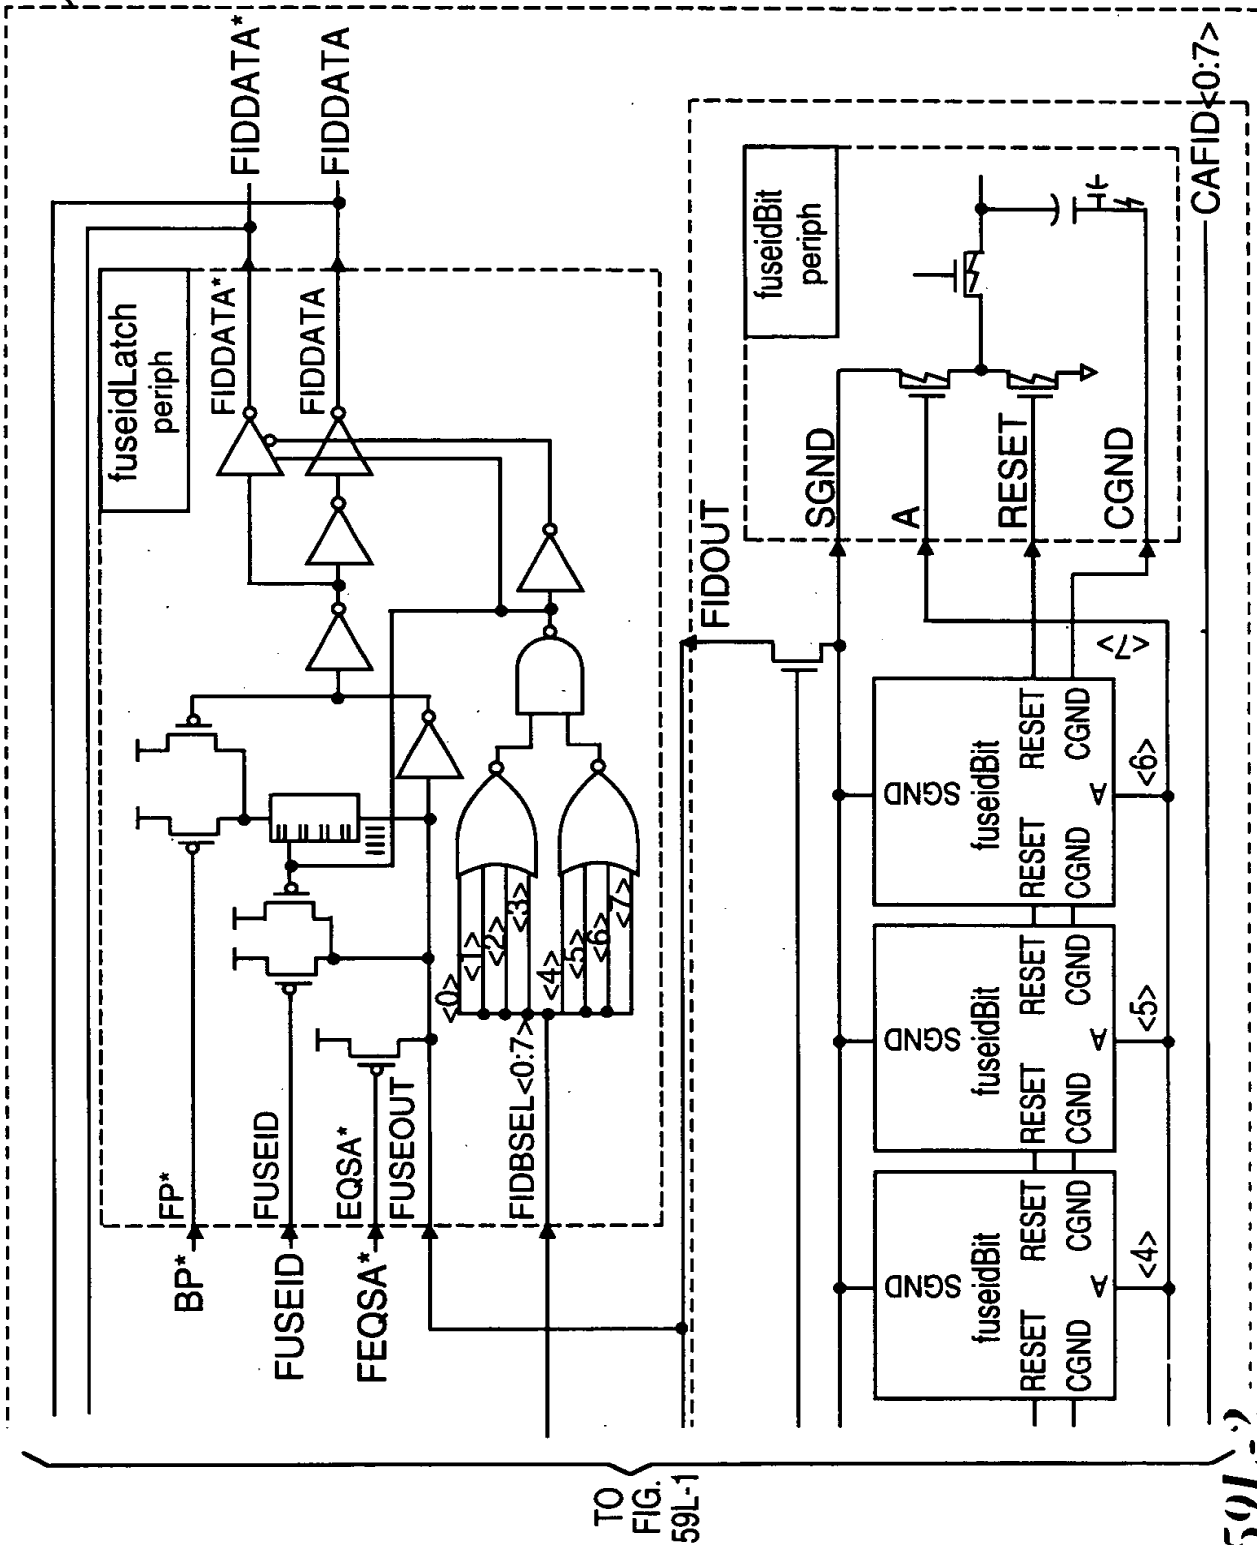 FIDDATA*
FIDDATA
fuseidLatch
periph
FIDDATA*
FIDDATA
FP*
BP*
FUSEID
FUSEID
EQSA*
FEQSA*
FUSEOUT
FIDBSEL<0:7>
<0>
<1>
<2>
<3>
<4>
<5>
<6>
<7>
FIDOUT
fuseidBit
periph
SGND
A
RESET
CGND
CAFID<0:7>
<7>
SGND
fuseidBit
RESET
RESET
CGND
CGND
A
<6>
SGND
fuseidBit
RESET
RESET
CGND
CGND
A
<5>
SGND
fuseidBit
RESET
RESET
CGND
CGND
A
<4>
TO
FIG.
59L-1